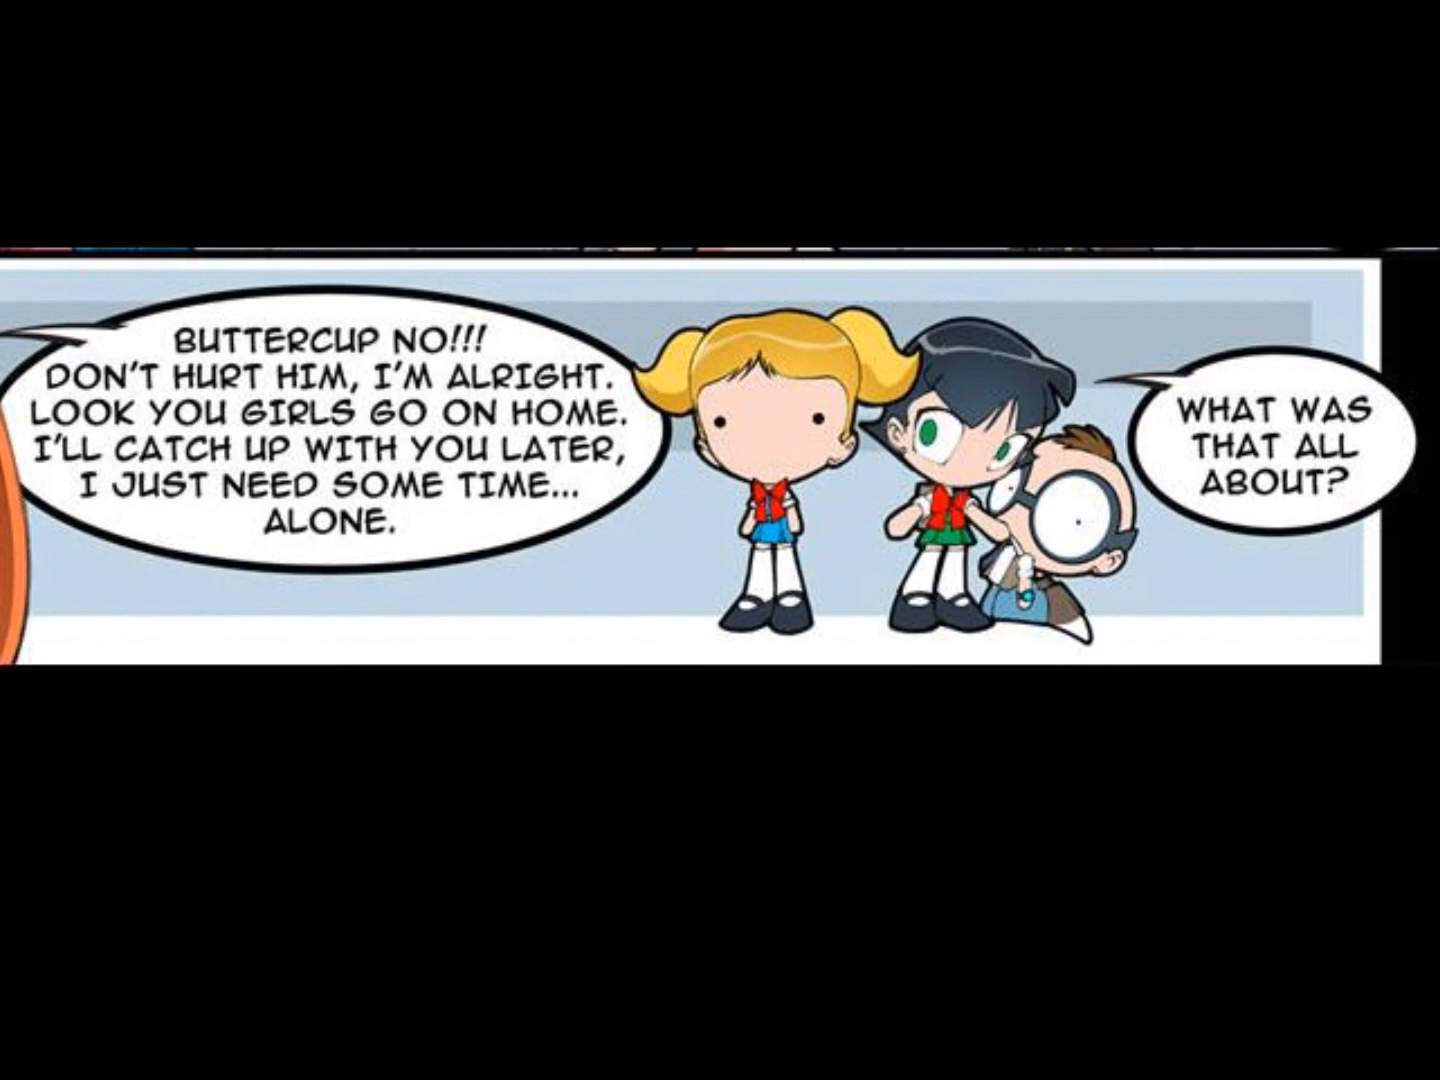 BUTTERCUP NO!!!
DON'T HURT HIM, I'M ALRIGHT.
LOOK YOU GIRLS GO ON HOME.
I'LL CATCH UP WITH YOU LATER,
I JUST NEED SOME TIME...
ALONE.
WHAT WAS
THAT ALL
ABOUT?